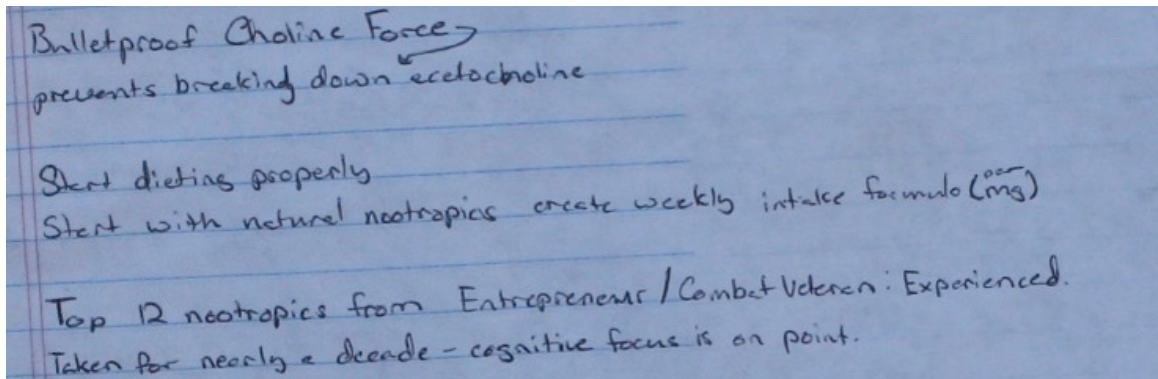 Bulletproof Choline Force
prevents breaking down acetocholine
Start dieting properly
Start with natural nootropics create weekly intake formula (mg)
Top 12 nootropics from Entrepreneur / Combat Veteran : Experienced.
Taken for nearly a decade - cognitive focus is on point.